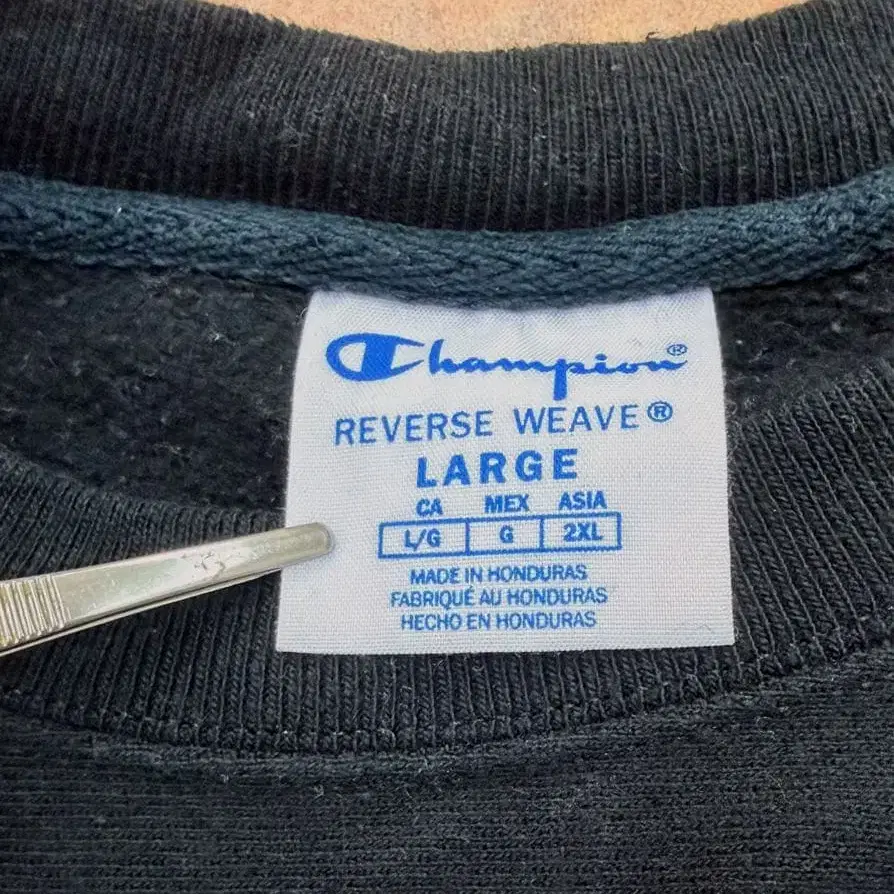 Champion®
REVERSE WEAVE®
LARGE
CA MEX ASIA
L/G G 2XL
MADE IN HONDURAS
FABRIQUÉ AU HONDURAS
HECHO EN HONDURAS